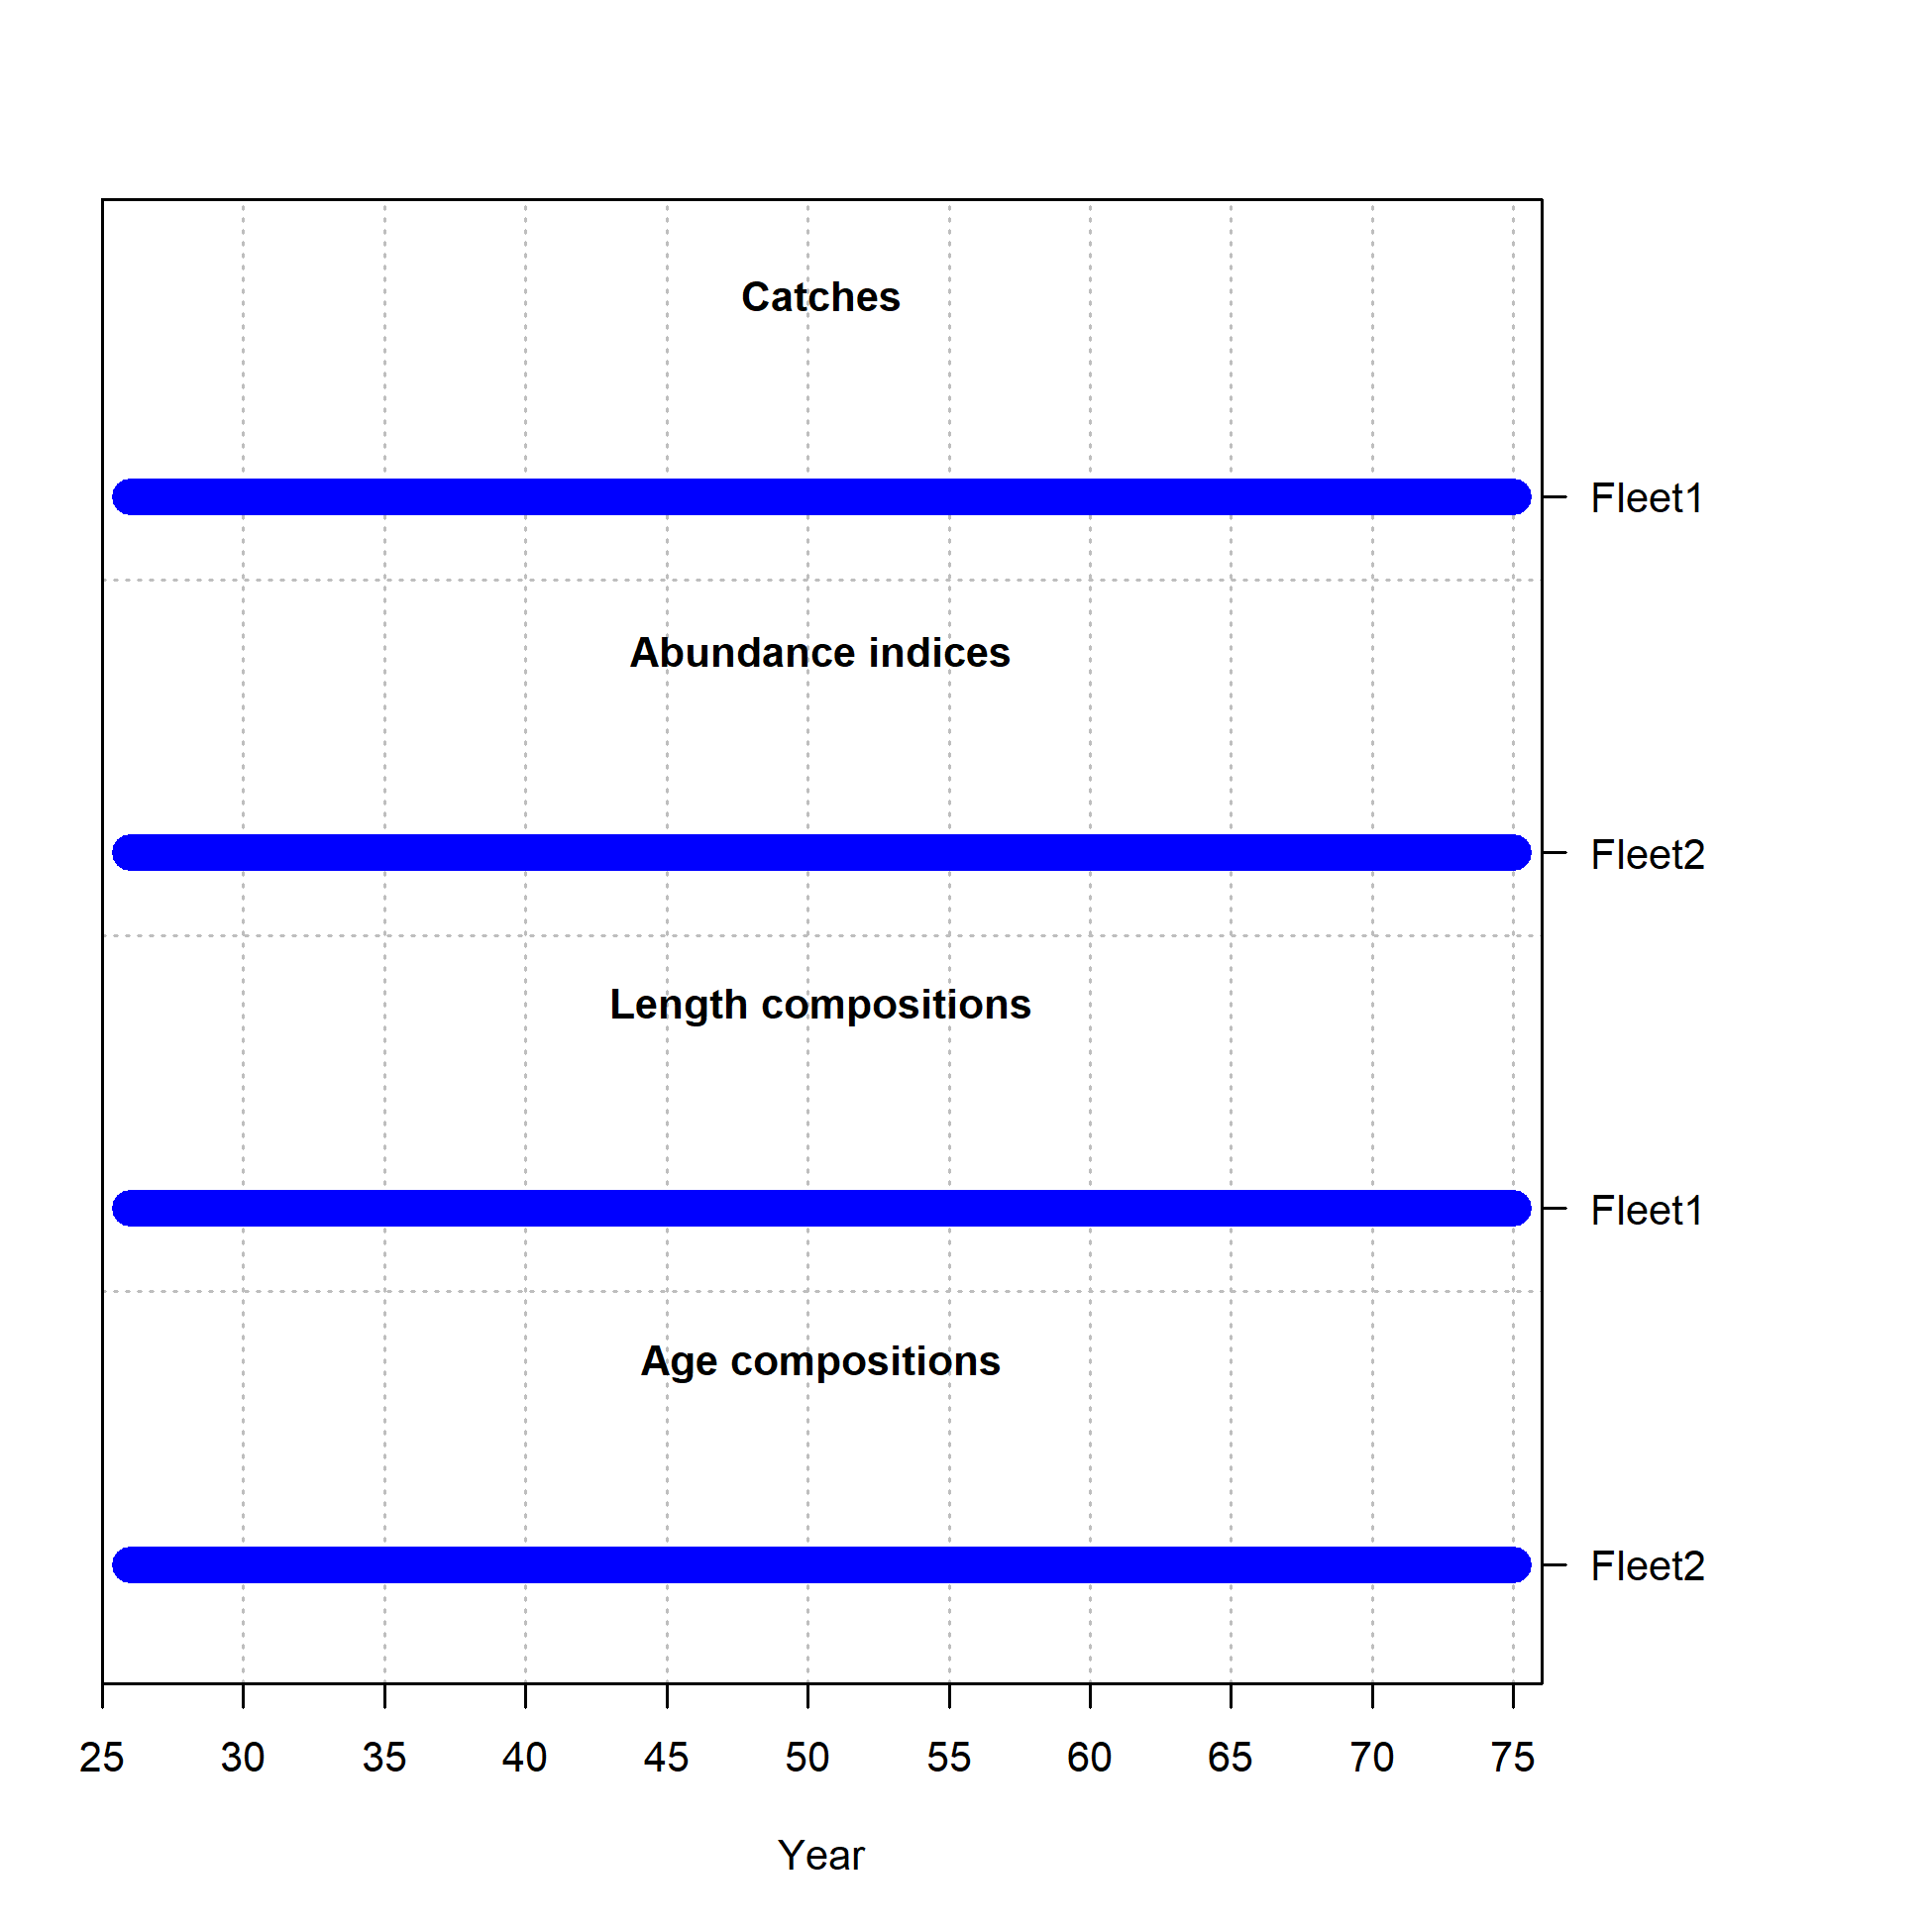 Catches
Fleet1
Abundance indices
Fleet2
Length compositions
Fleet1
Age compositions
Fleet2
25 30 35 40 45 50 55 60 65 70 75
Year